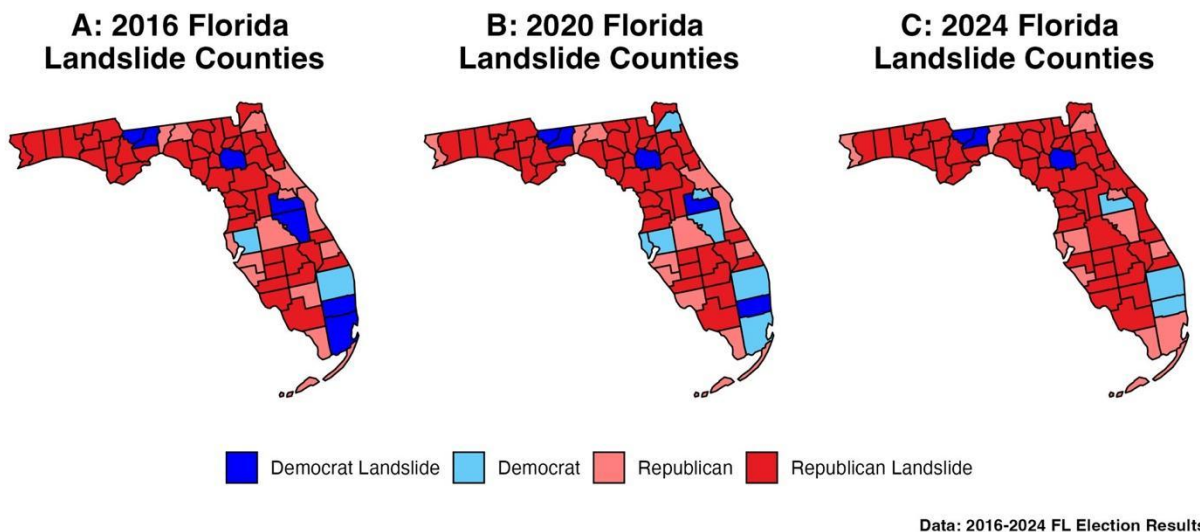 A: 2016 Florida
Landslide Counties
B: 2020 Florida
Landslide Counties
C: 2024 Florida
Landslide Counties
Democrat Landslide
Democrat
Republican
Republican Landslide
Data: 2016-2024 FL Election Results